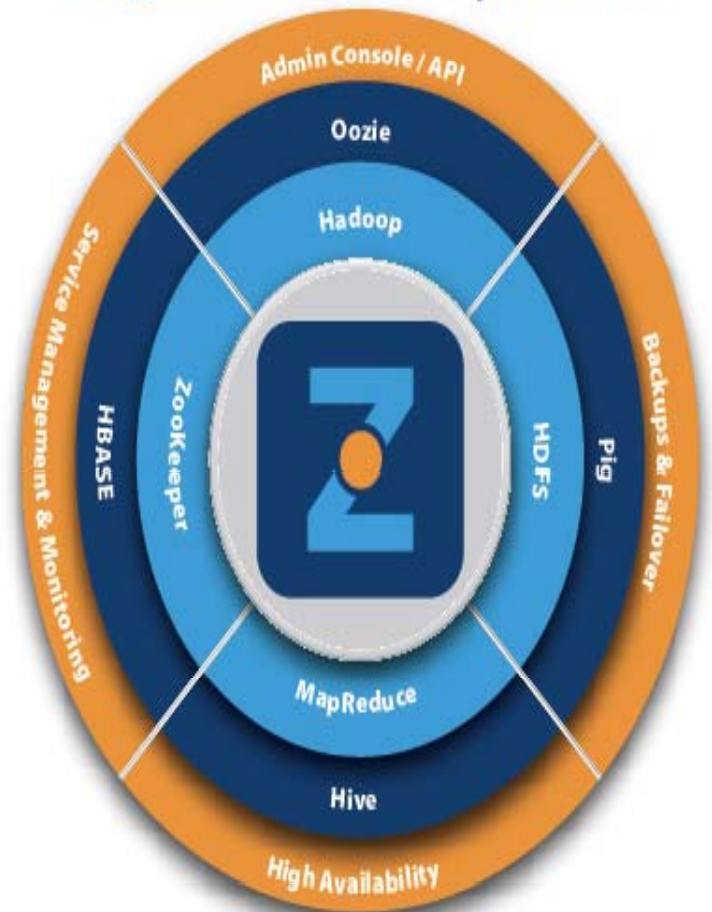 Admin Console / API
Oozie
Hadoop
Service Management & Monitoring
HBASE
ZooKeeper
HDFS
Pig
Backups & Failover
MapReduce
Hive
High Availability